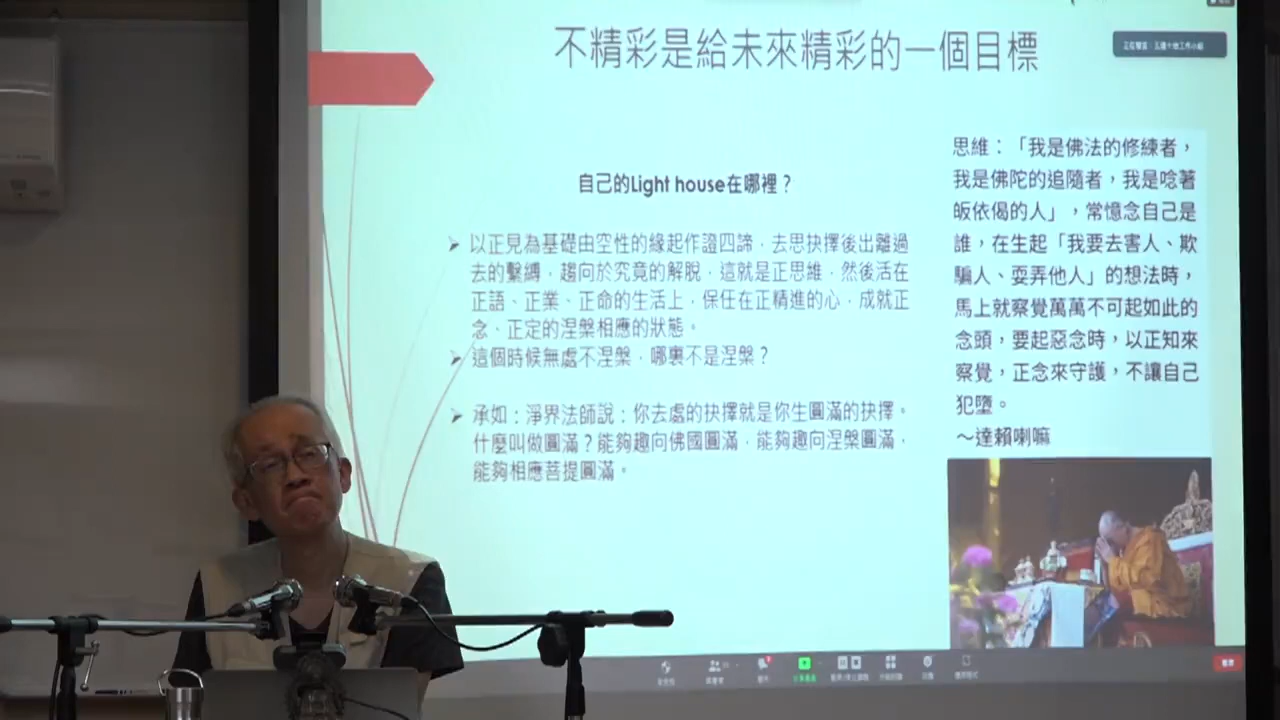 不精彩是給未來精彩的一個目標
自己的Light house在哪裡？
➤ 以正見為基礎由空性的緣起作證四諦，去思抉擇後出離過
去的繫縛，趨向於究竟的解脫，這就是正思維，然後活在
正語、正業、正命的生活上，保任在正精進的心，成就正
念、正定的涅槃相應的狀態。
➤ 這個時候無處不涅槃，哪裏不是涅槃？
➤ 承如：淨界法師說：你去處的抉擇就是你生圓滿的抉擇。
什麼叫做圓滿？能夠趣向佛國圓滿，能夠趣向涅槃圓滿，
能夠相應菩提圓滿。
思維：「我是佛法的修練者，
我是佛陀的追隨者，我是唸著
皈依偈的人」，常憶念自己是
誰，在生起「我要去害人、欺
騙人、耍弄他人」的想法時，
馬上就察覺萬萬不可起如此的
念頭，要起惡念時，以正知來
察覺，正念來守護，不讓自己
犯墮。
～達賴喇嘛